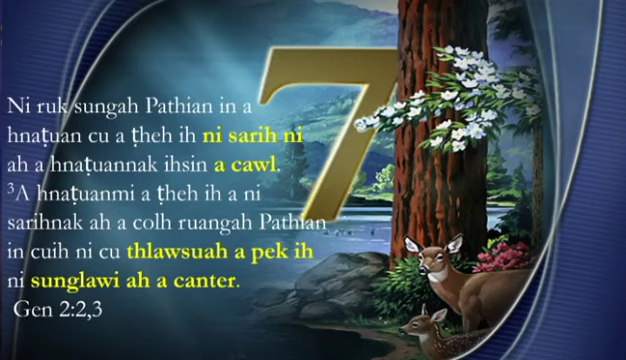 7
Ni ruk sungah Pathian in a
hnaṭuan cu a ṭheh ih ni sarih ni
ah a hnaṭuannak ihsin a cawl.
³A hnaṭuanmi a ṭheh ih a ni
sarihnak ah a colh ruangah Pathian
in cuih ni cu thlawsuah a pek ih
ni sunglawi ah a canter.
Gen 2:2,3